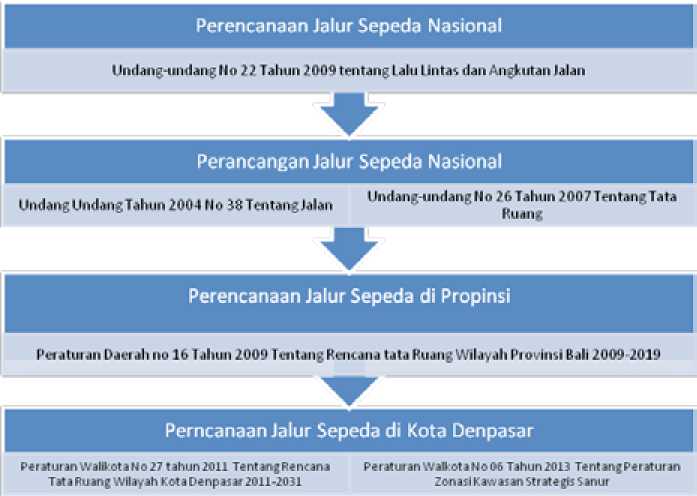 Perencanaan Jalur Sepeda Nasional
Undang-undang No 22 Tahun 2009 tentang Lalu Lintas dan Angkutan Jalan
Perancangan Jalur Sepeda Nasional
Undang Undang Tahun 2004 No 38 Tentang Jalan
Undang-undang No 26 Tahun 2007 Tentang Tata
Ruang
Perencanaan Jalur Sepeda di Propinsi
Peraturan Daerah no 16 Tahun 2009 Tentang Rencana tata Ruang Wilayah Provinsi Bali 2009-2019
Perncanaan Jalur Sepeda di Kota Denpasar
Peraturan Walikota No 27 tahun 2011 Tentang Rencana
Tata Ruang Wilayah Kota Denpasar 2011-2031
Peraturan Walkota No 06 Tahun 2013 Tentang Peraturan
Zonasi Kawasan Strategis Sanur